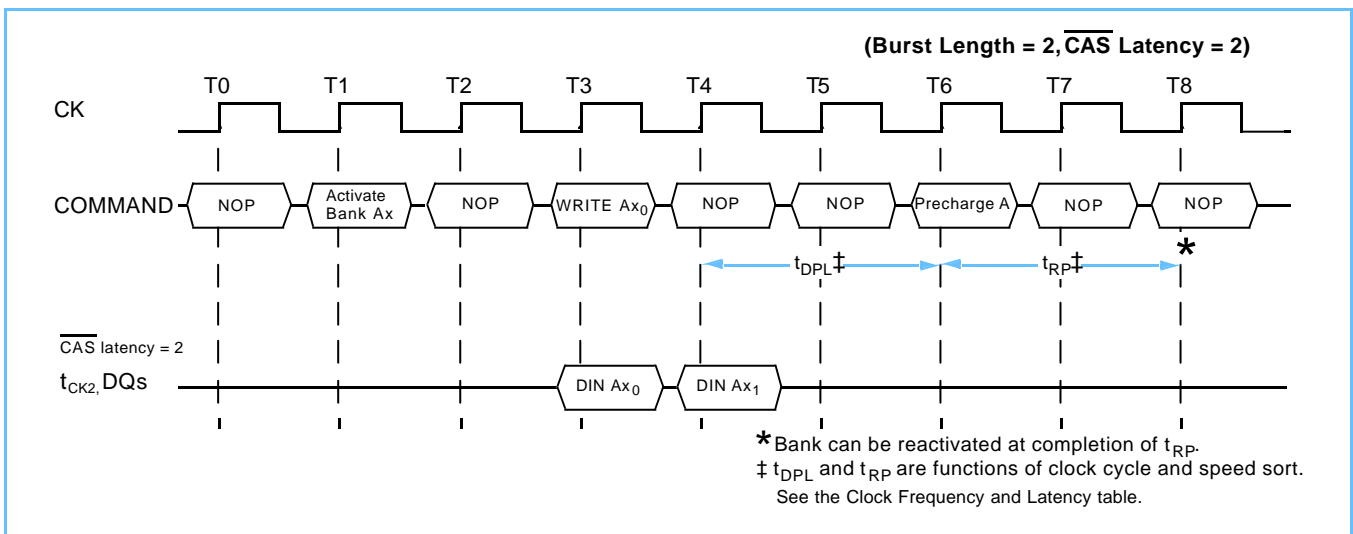 (Burst Length = 2, CAS Latency = 2)
T0 T1 T2 T3 T4 T5 T6 T7 T8
CK
COMMAND NOP Activate Bank Ax NOP WRITE Ax0 NOP NOP Precharge A NOP NOP
*
tDPL‡ tRP‡
CAS latency = 2
tCK2, DQs DIN Ax0 DIN Ax1
* Bank can be reactivated at completion of tRP.
‡ tDPL and tRP are functions of clock cycle and speed sort.
See the Clock Frequency and Latency table.